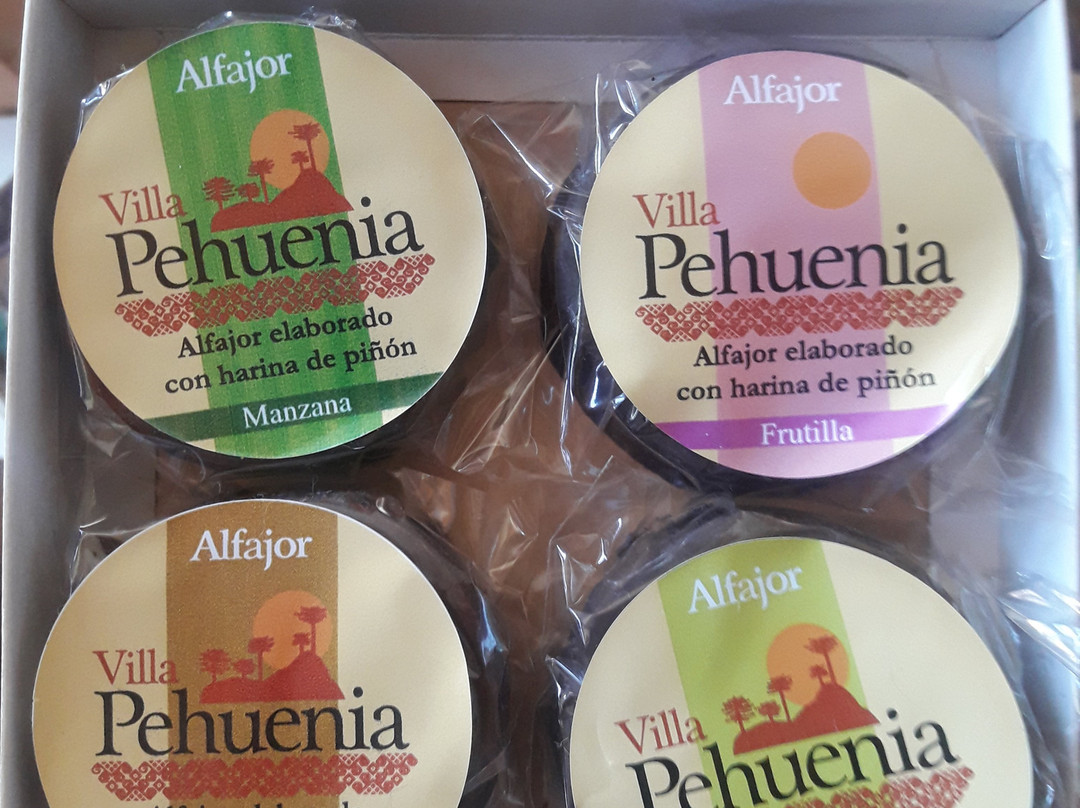 Alfajor
Villa
Pehuenia
Alfajor elaborado
con harina de piñón
Manzana
Alfajor
Villa
Pehuenia
Alfajor elaborado
con harina de piñón
Frutilla
Alfajor
Villa
Pehuenia
Alfajor
Villa
Pehuenia